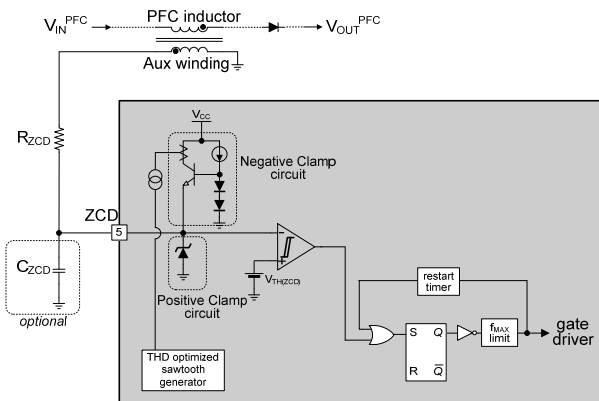 PFC inductor
V_IN^PFC
V_OUT^PFC
Aux winding
V_CC
R_ZCD
Negative Clamp
circuit
ZCD
5
C_ZCD
optional
Positive Clamp
circuit
V_TH(ZCD)
restart
timer
S Q
R Q̅
f_MAX
limit
gate
driver
THD optimized
sawtooth
generator